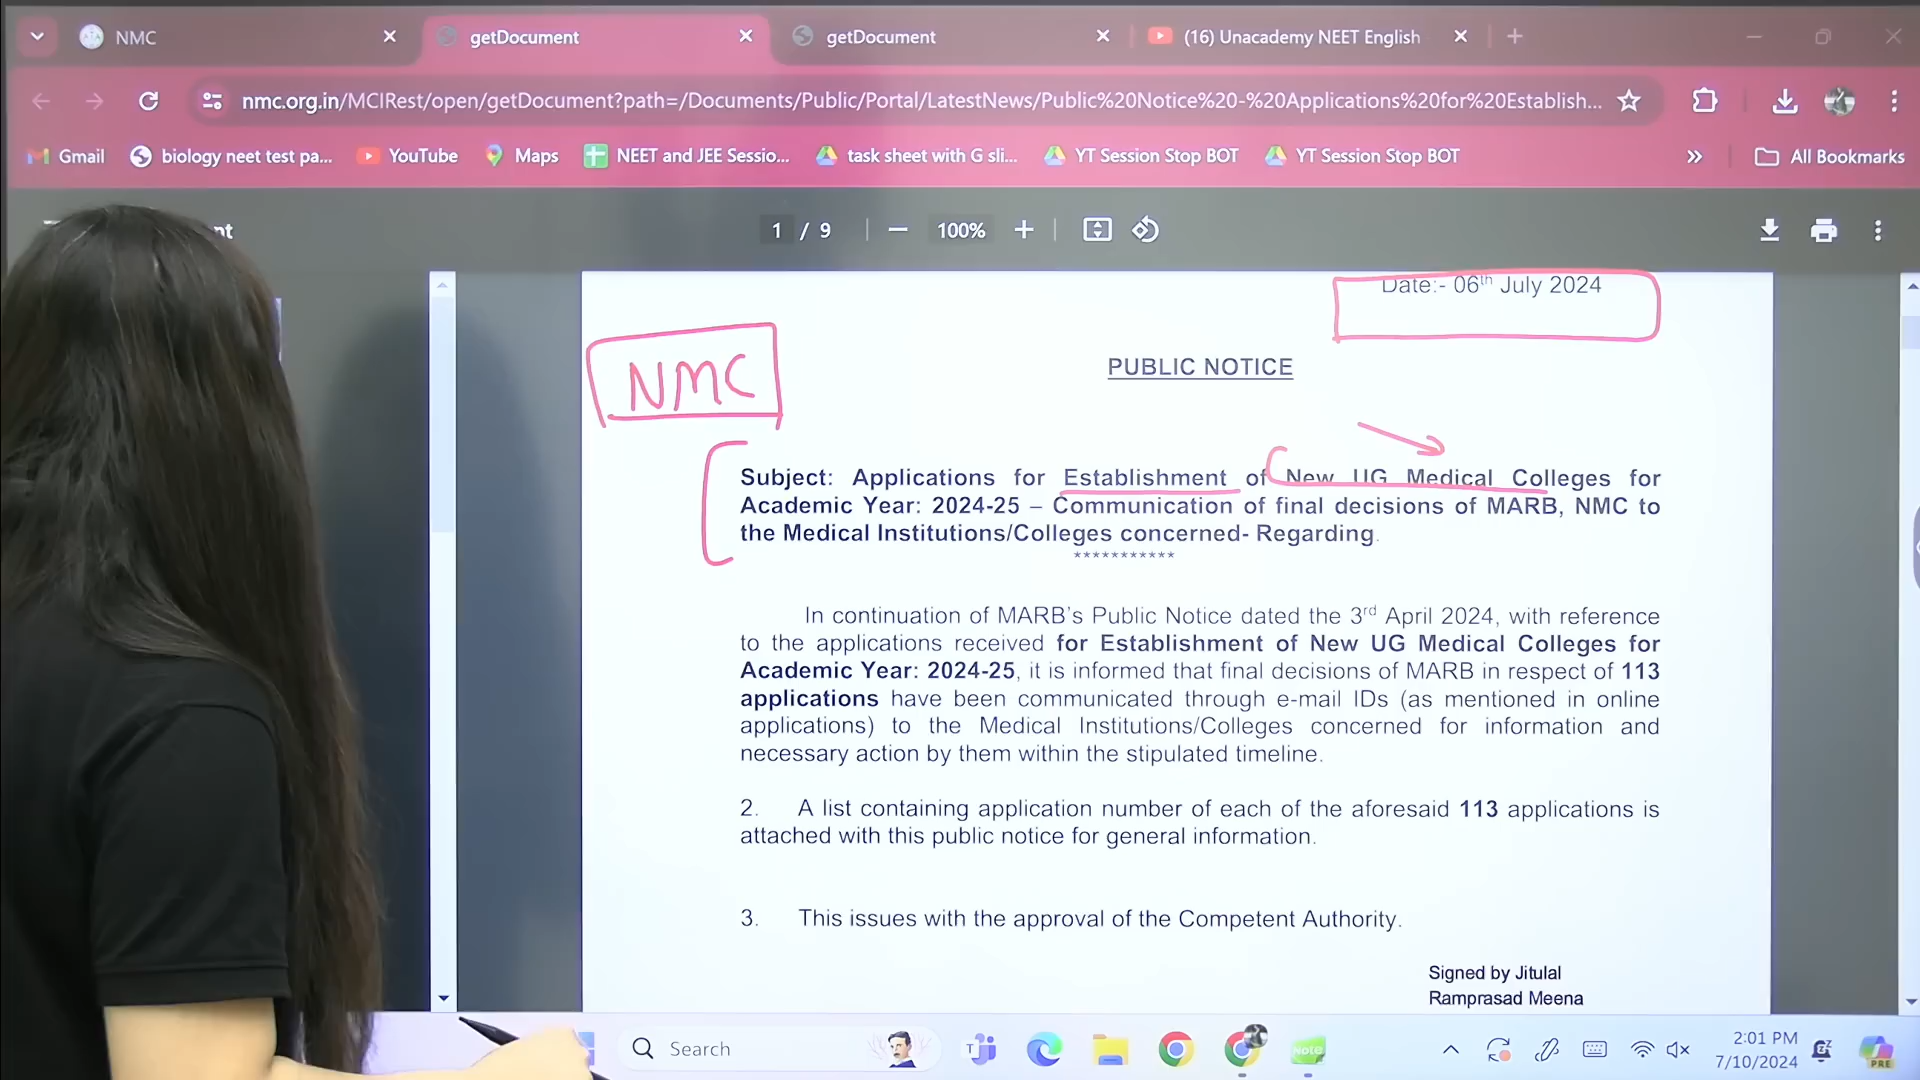 NMC
getDocument
getDocument
(16) Unacademy NEET English
nmc.org.in/MCIRest/open/getDocument?path=/Documents/Public/Portal/LatestNews/Public%20Notice%20-%20Applications%20for%20Establish...
Gmail
biology neet test pa...
YouTube
Maps
NEET and JEE Sessio...
task sheet with G sli...
YT Session Stop BOT
YT Session Stop BOT
All Bookmarks
1 / 9
100%
Date:- 06th July 2024
NMC
PUBLIC NOTICE
Subject: Applications for Establishment of New UG Medical Colleges for
Academic Year: 2024-25 – Communication of final decisions of MARB, NMC to
the Medical Institutions/Colleges concerned- Regarding.
***********
In continuation of MARB's Public Notice dated the 3rd April 2024, with reference
to the applications received for Establishment of New UG Medical Colleges for
Academic Year: 2024-25, it is informed that final decisions of MARB in respect of 113
applications have been communicated through e-mail IDs (as mentioned in online
applications) to the Medical Institutions/Colleges concerned for information and
necessary action by them within the stipulated timeline.
2. A list containing application number of each of the aforesaid 113 applications is
attached with this public notice for general information.
3. This issues with the approval of the Competent Authority.
Signed by Jitulal
Ramprasad Meena
Search
2:01 PM
7/10/2024